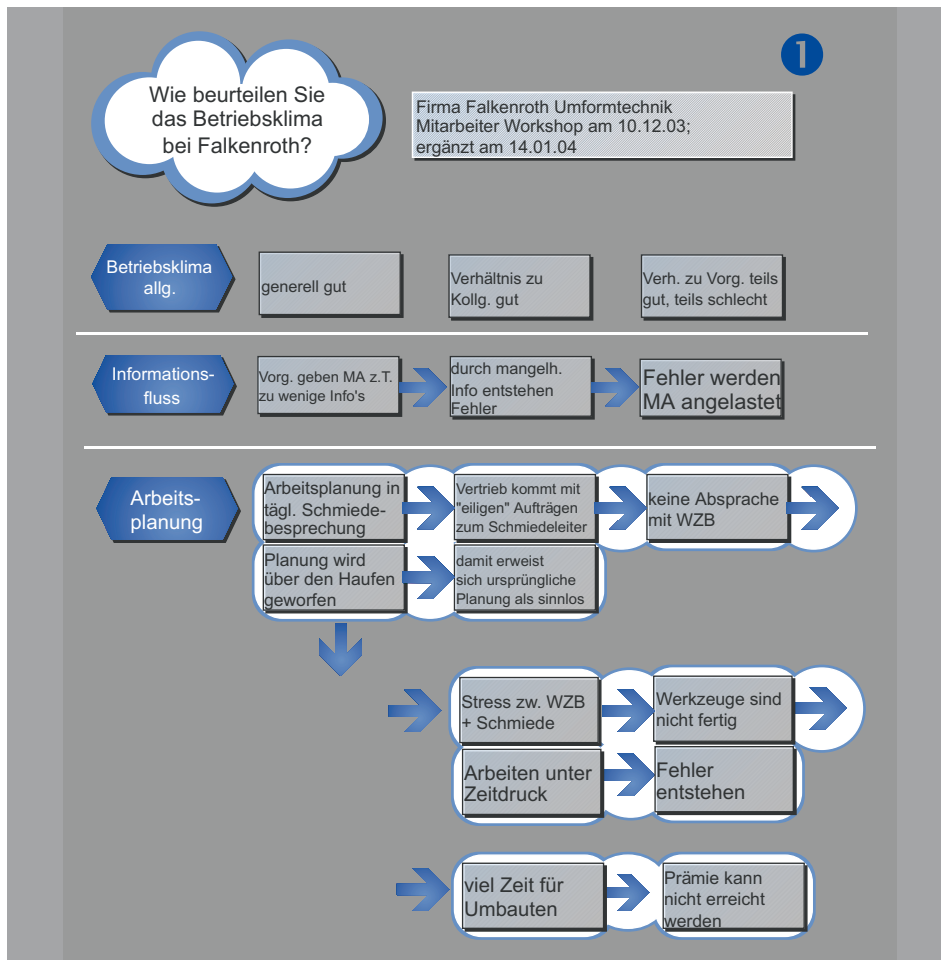 Wie beurteilen Sie
das Betriebsklima
bei Falkenroth?
1
Firma Falkenroth Umformtechnik
Mitarbeiter Workshop am 10.12.03;
ergänzt am 14.01.04
Betriebsklima
allg.
generell gut
Verhältnis zu
Kollg. gut
Verh. zu Vorg. teils
gut, teils schlecht
Informations-
fluss
Vorg. geben MA z.T.
zu wenige Info's
durch mangelh.
Info entstehen
Fehler
Fehler werden
MA angelastet
Arbeits-
planung
Arbeitsplanung in
tägl. Schmiede-
besprechung
Vertrieb kommt mit
"eiligen" Aufträgen
zum Schmiedeleiter
keine Absprache
mit WZB
Planung wird
über den Haufen
geworfen
damit erweist
sich ursprüngliche
Planung als sinnlos
Stress zw. WZB
+ Schmiede
Werkzeuge sind
nicht fertig
Arbeiten unter
Zeitdruck
Fehler
entstehen
viel Zeit für
Umbauten
Prämie kann
nicht erreicht
werden